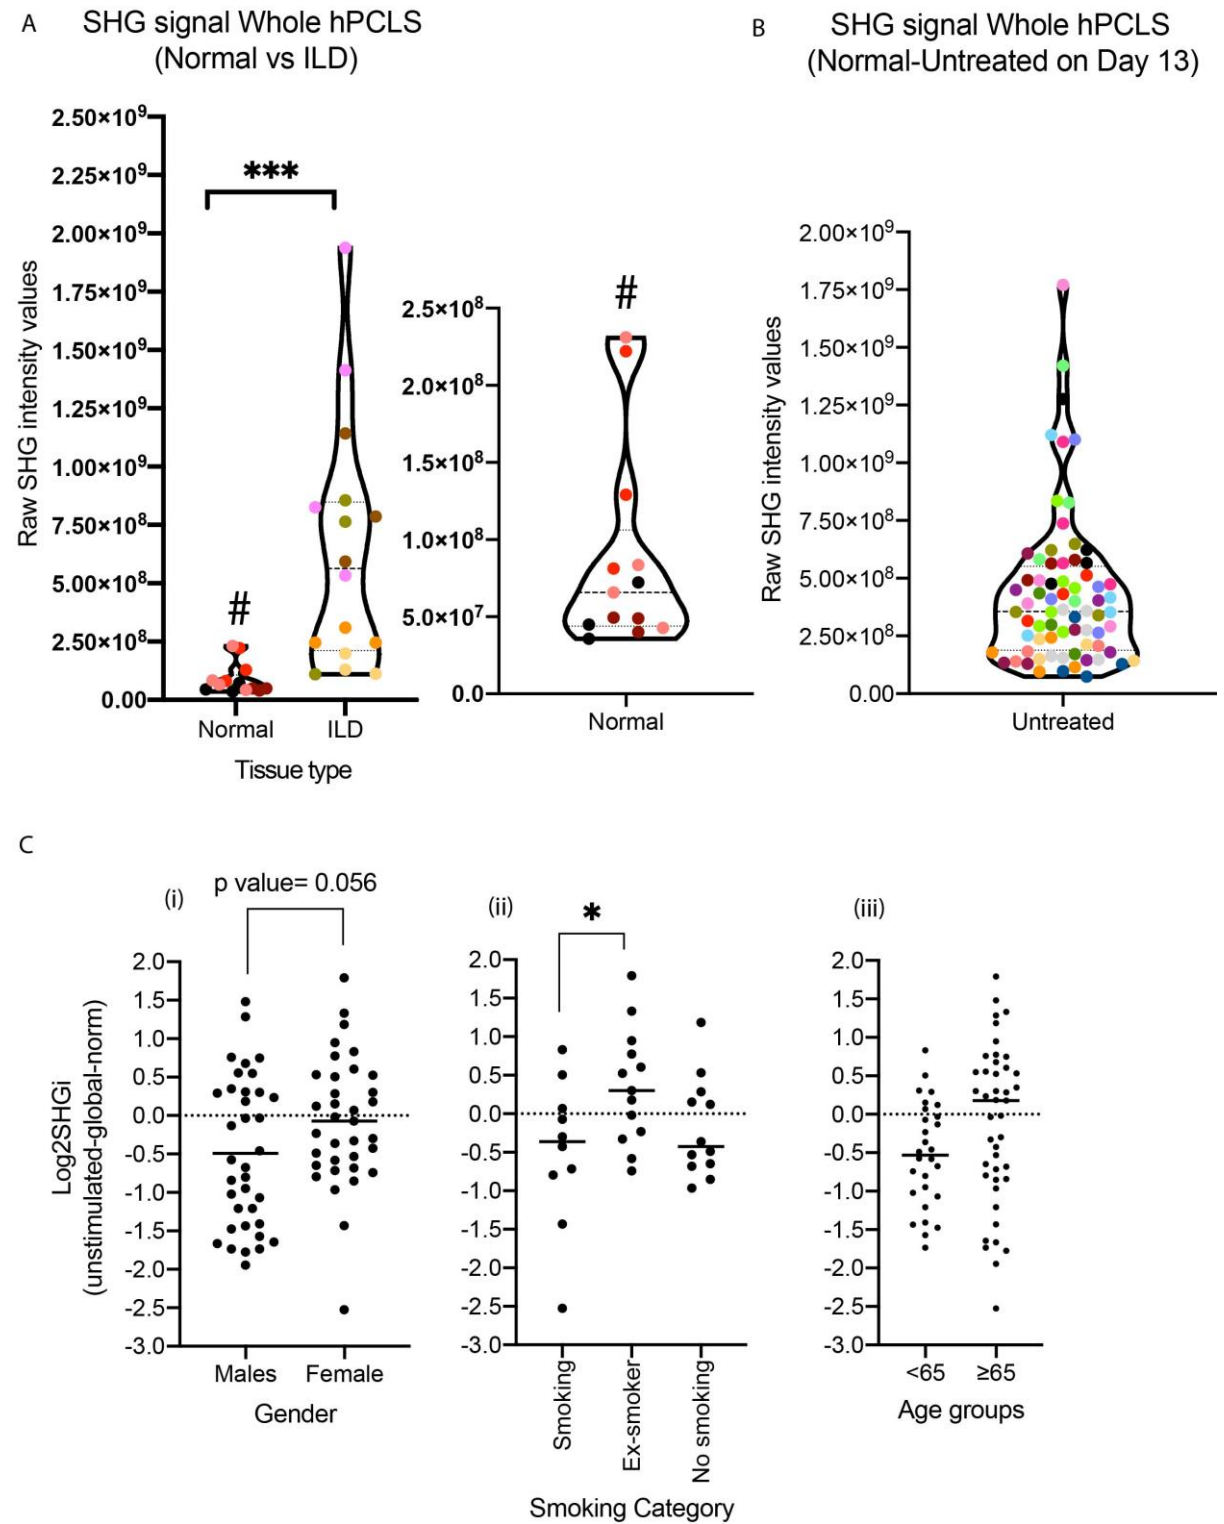 A
SHG signal Whole hPCLS
(Normal vs ILD)
2.50×10⁹
2.25×10⁹
2.00×10⁹
1.75×10⁹
1.50×10⁹
1.25×10⁹
1.00×10⁹
7.50×10⁸
5.00×10⁸
2.50×10⁸
0.00
Raw SHG intensity values
***
#
Normal
ILD
Tissue type
#
2.5×10⁸
2.0×10⁸
1.5×10⁸
1.0×10⁸
5.0×10⁷
0.0
Normal
B
SHG signal Whole hPCLS
(Normal-Untreated on Day 13)
2.00×10⁹
1.75×10⁹
1.50×10⁹
1.25×10⁹
1.00×10⁹
7.50×10⁸
5.00×10⁸
2.50×10⁸
0.00
Raw SHG intensity values
Untreated
C
(i)
p value= 0.056
2.0
1.5
1.0
0.5
0.0
-0.5
-1.0
-1.5
-2.0
-2.5
-3.0
Log2SHGi
(unstimulated-global-norm)
Males
Female
Gender
(ii)
*
2.0
1.5
1.0
0.5
0.0
-0.5
-1.0
-1.5
-2.0
-2.5
-3.0
Smoking
Ex-smoker
No smoking
Smoking Category
(iii)
2.0
1.5
1.0
0.5
0.0
-0.5
-1.0
-1.5
-2.0
-2.5
-3.0
<65
≥65
Age groups